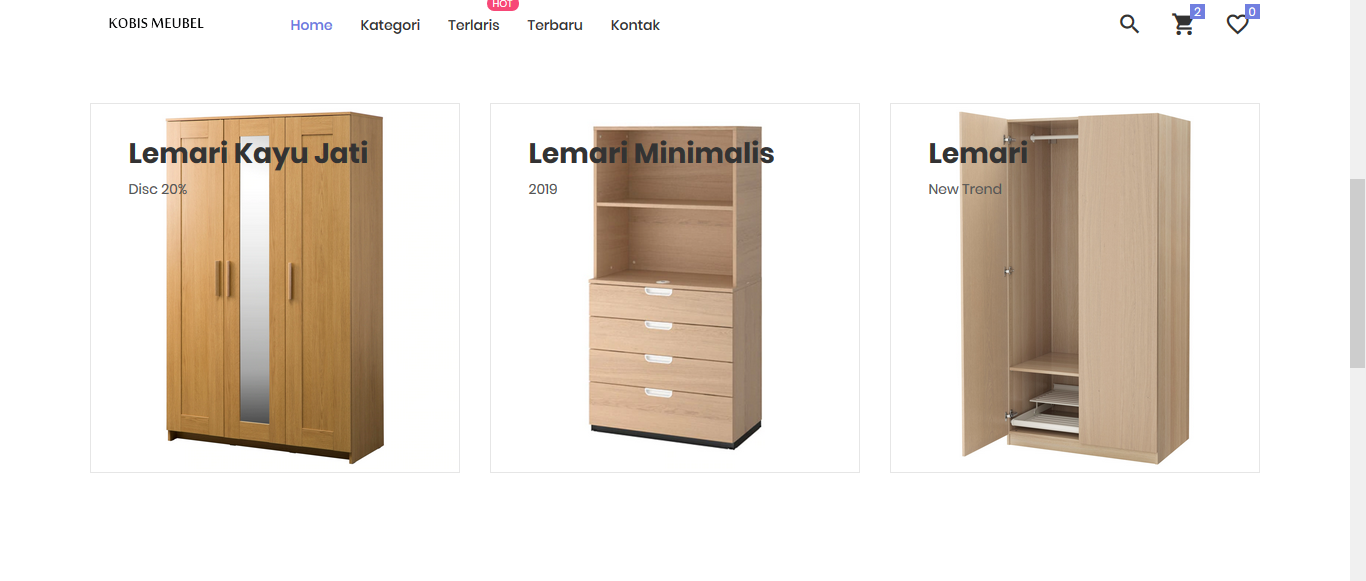 HOT
KOBIS MEUBEL
Home
Kategori
Terlaris
Terbaru
Kontak
2
0
Lemari Kayu Jati
Disc 20%
Lemari Minimalis
2019
Lemari
New Trend